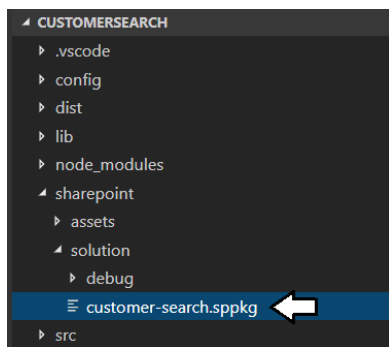 CUSTOMERSEARCH
.vscode
config
dist
lib
node_modules
sharepoint
assets
solution
debug
customer-search.sppkg
src